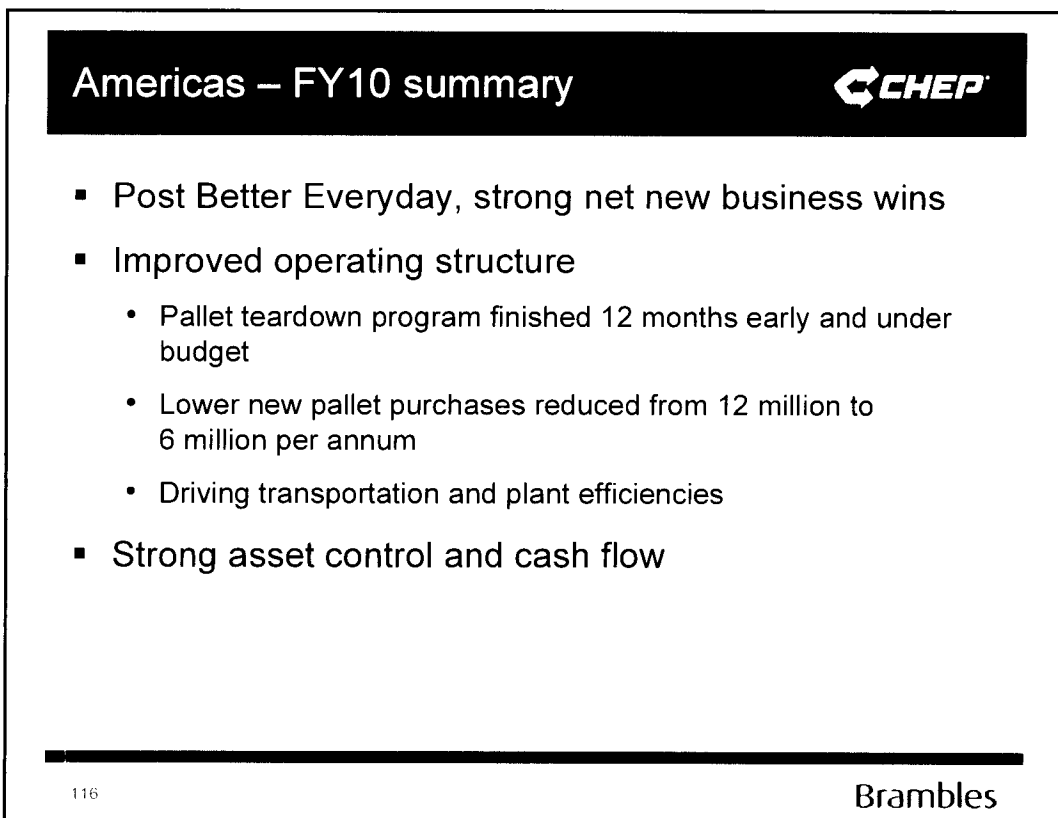 Americas – FY10 summary
CHEP
▪ Post Better Everyday, strong net new business wins
▪ Improved operating structure
• Pallet teardown program finished 12 months early and under
budget
• Lower new pallet purchases reduced from 12 million to
6 million per annum
• Driving transportation and plant efficiencies
▪ Strong asset control and cash flow
116
Brambles